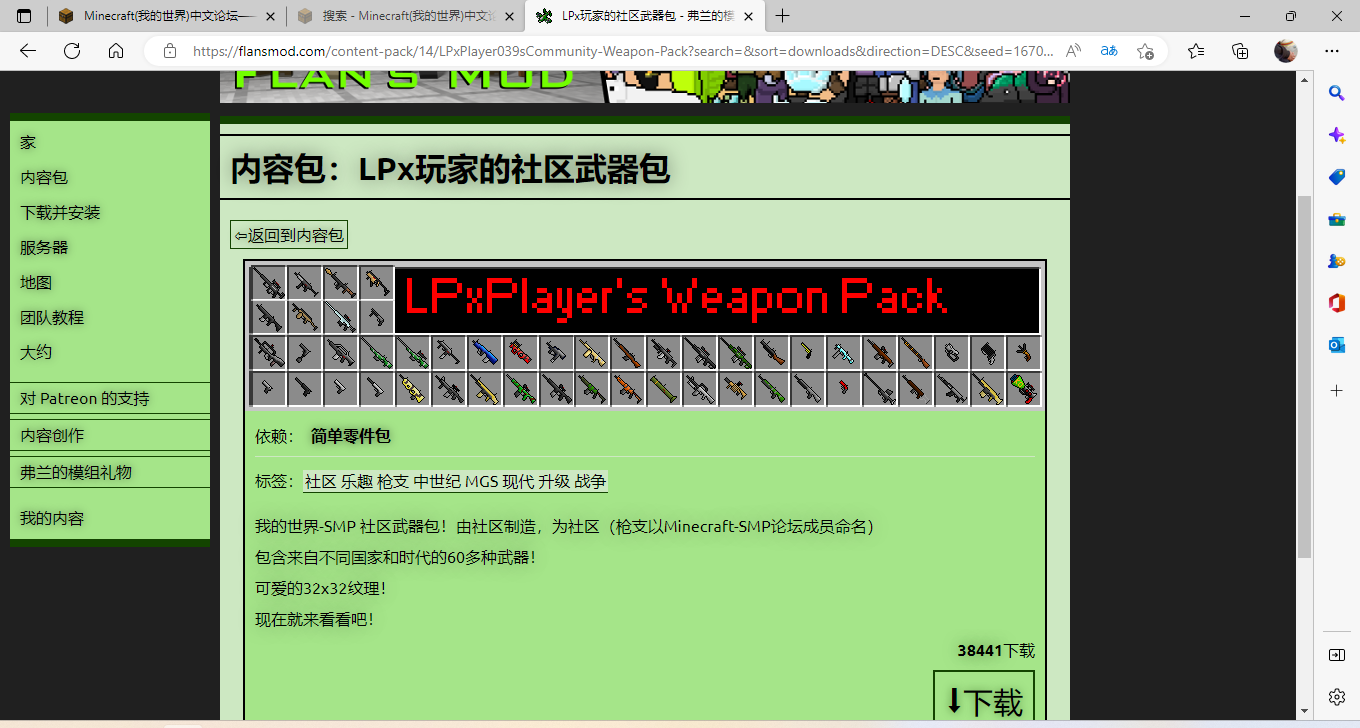 Minecraft(我的世界)中文论坛——
搜索 - Minecraft(我的世界)中文论
LPx玩家的社区武器包 - 弗兰的模
https://flansmod.com/content-pack/14/LPxPlayer039sCommunity-Weapon-Pack?search=&sort=downloads&direction=DESC&seed=1670...
FLAN'S MOD
家
内容包
下载并安装
服务器
地图
团队教程
大约
对 Patreon 的支持
内容创作
弗兰的模组礼物
我的内容
内容包：LPx玩家的社区武器包
⇦返回到内容包
LPxPlayer's Weapon Pack
依赖： 简单零件包
标签：社区 乐趣 枪支 中世纪 MGS 现代 升级 战争
我的世界-SMP 社区武器包！由社区制造，为社区（枪支以Minecraft-SMP论坛成员命名）
包含来自不同国家和时代的60多种武器！
可爱的32x32纹理！
现在就来看看吧！
38441下载
⬇下载